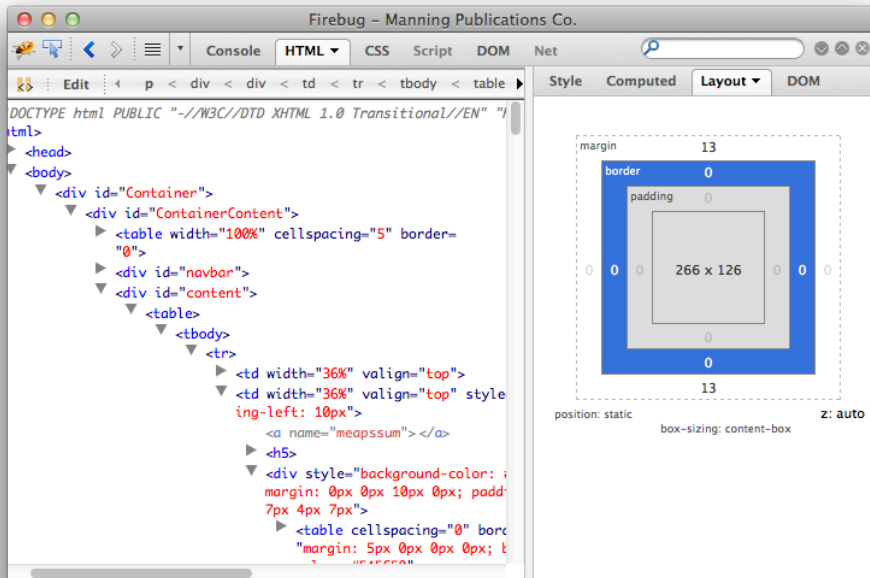 Firebug – Manning Publications Co.
Console HTML CSS Script DOM Net
Edit p < div < div < td < tr < tbody < table
Style Computed Layout DOM
DOCTYPE html PUBLIC "-//W3C//DTD XHTML 1.0 Transitional//EN" "h
html>
<head>
<body>
<div id="Container">
<div id="ContainerContent">
<table width="100%" cellspacing="5" border=
"0">
<div id="navbar">
<div id="content">
<table>
<tbody>
<tr>
<td width="36%" valign="top">
<td width="36%" valign="top" style
ing-left: 10px">
<a name="meapssum"></a>
<h5>
<div style="background-color:
margin: 0px 0px 10px 0px; padd
7px 4px 7px">
<table cellspacing="0" bord
"margin: 5px 0px 0px 0px; b
margin 13
border 0
padding 0
0 0 0 266 x 126 0 0 0
0
0
13
position: static z: auto
box-sizing: content-box